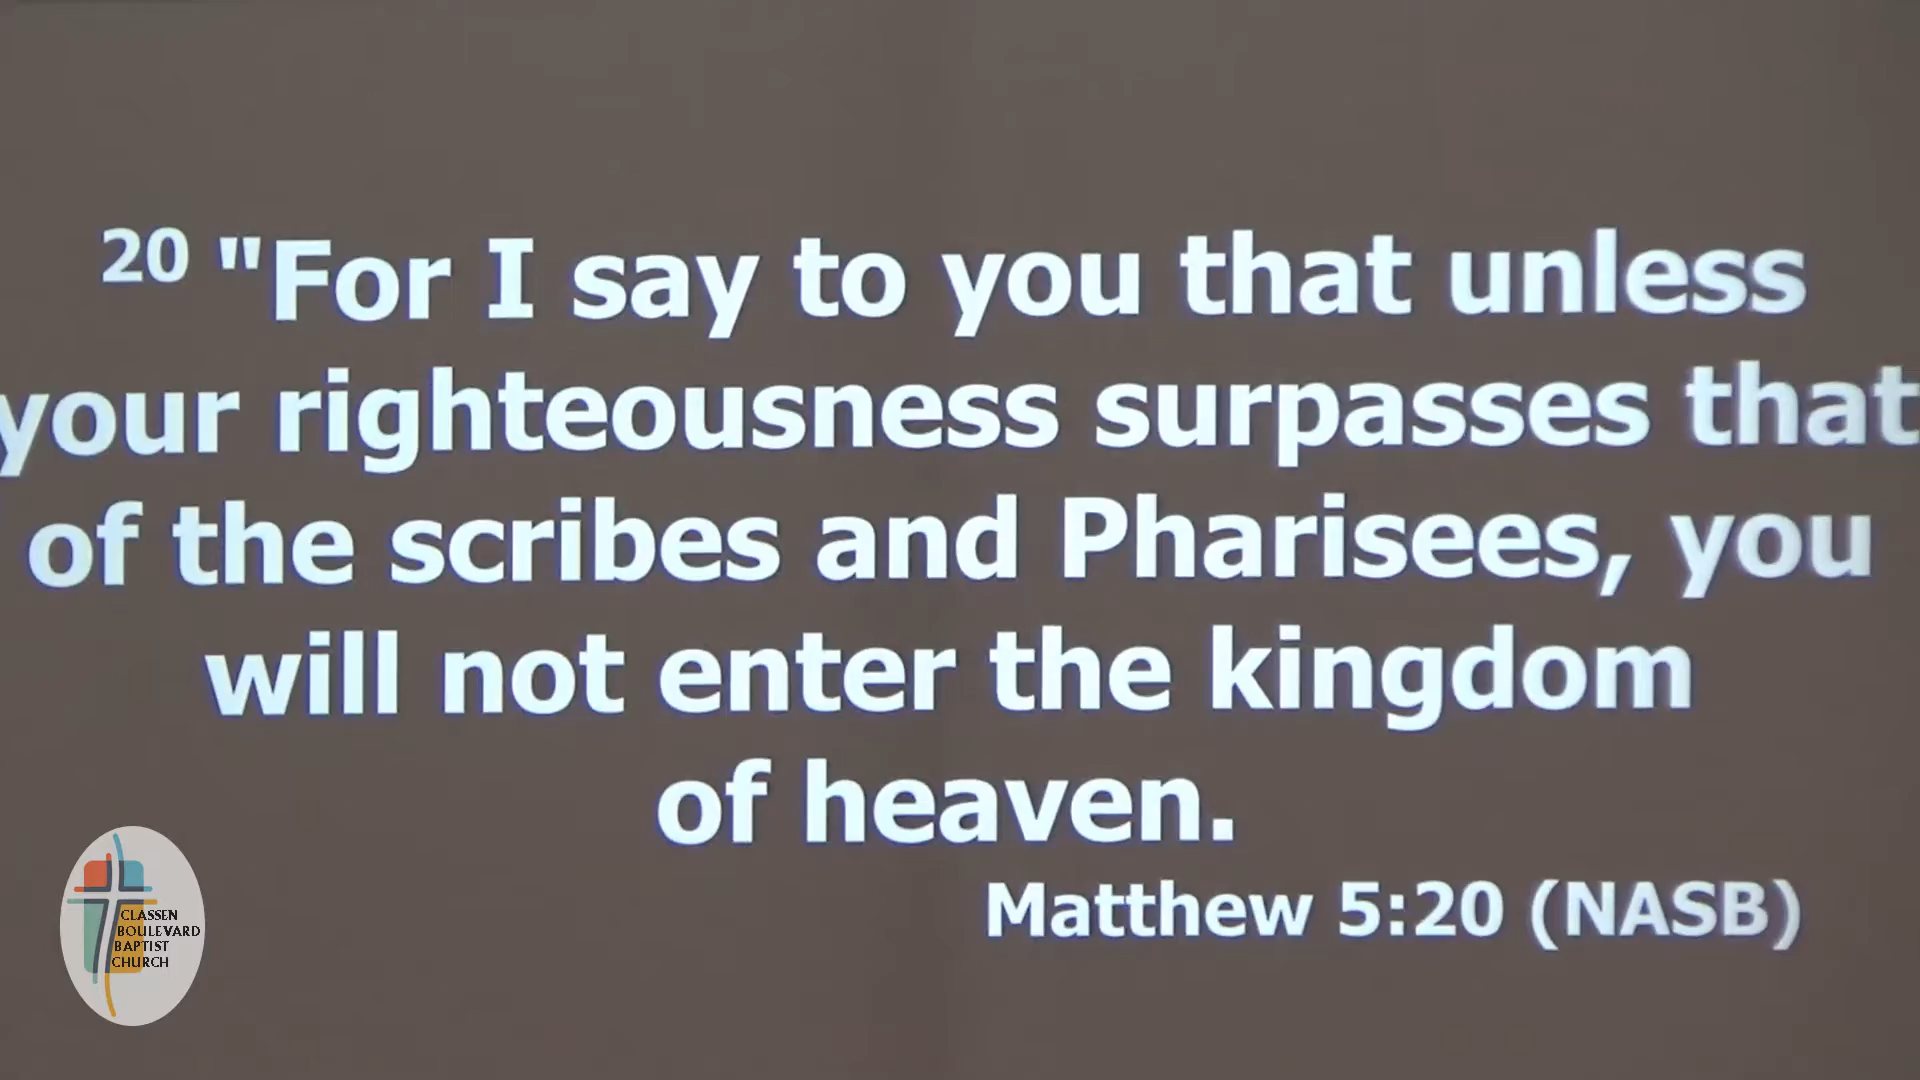 20 "For I say to you that unless
your righteousness surpasses that
of the scribes and Pharisees, you
will not enter the kingdom
of heaven.
Matthew 5:20 (NASB)
CLASSEN
BOULEVARD
BAPTIST
CHURCH